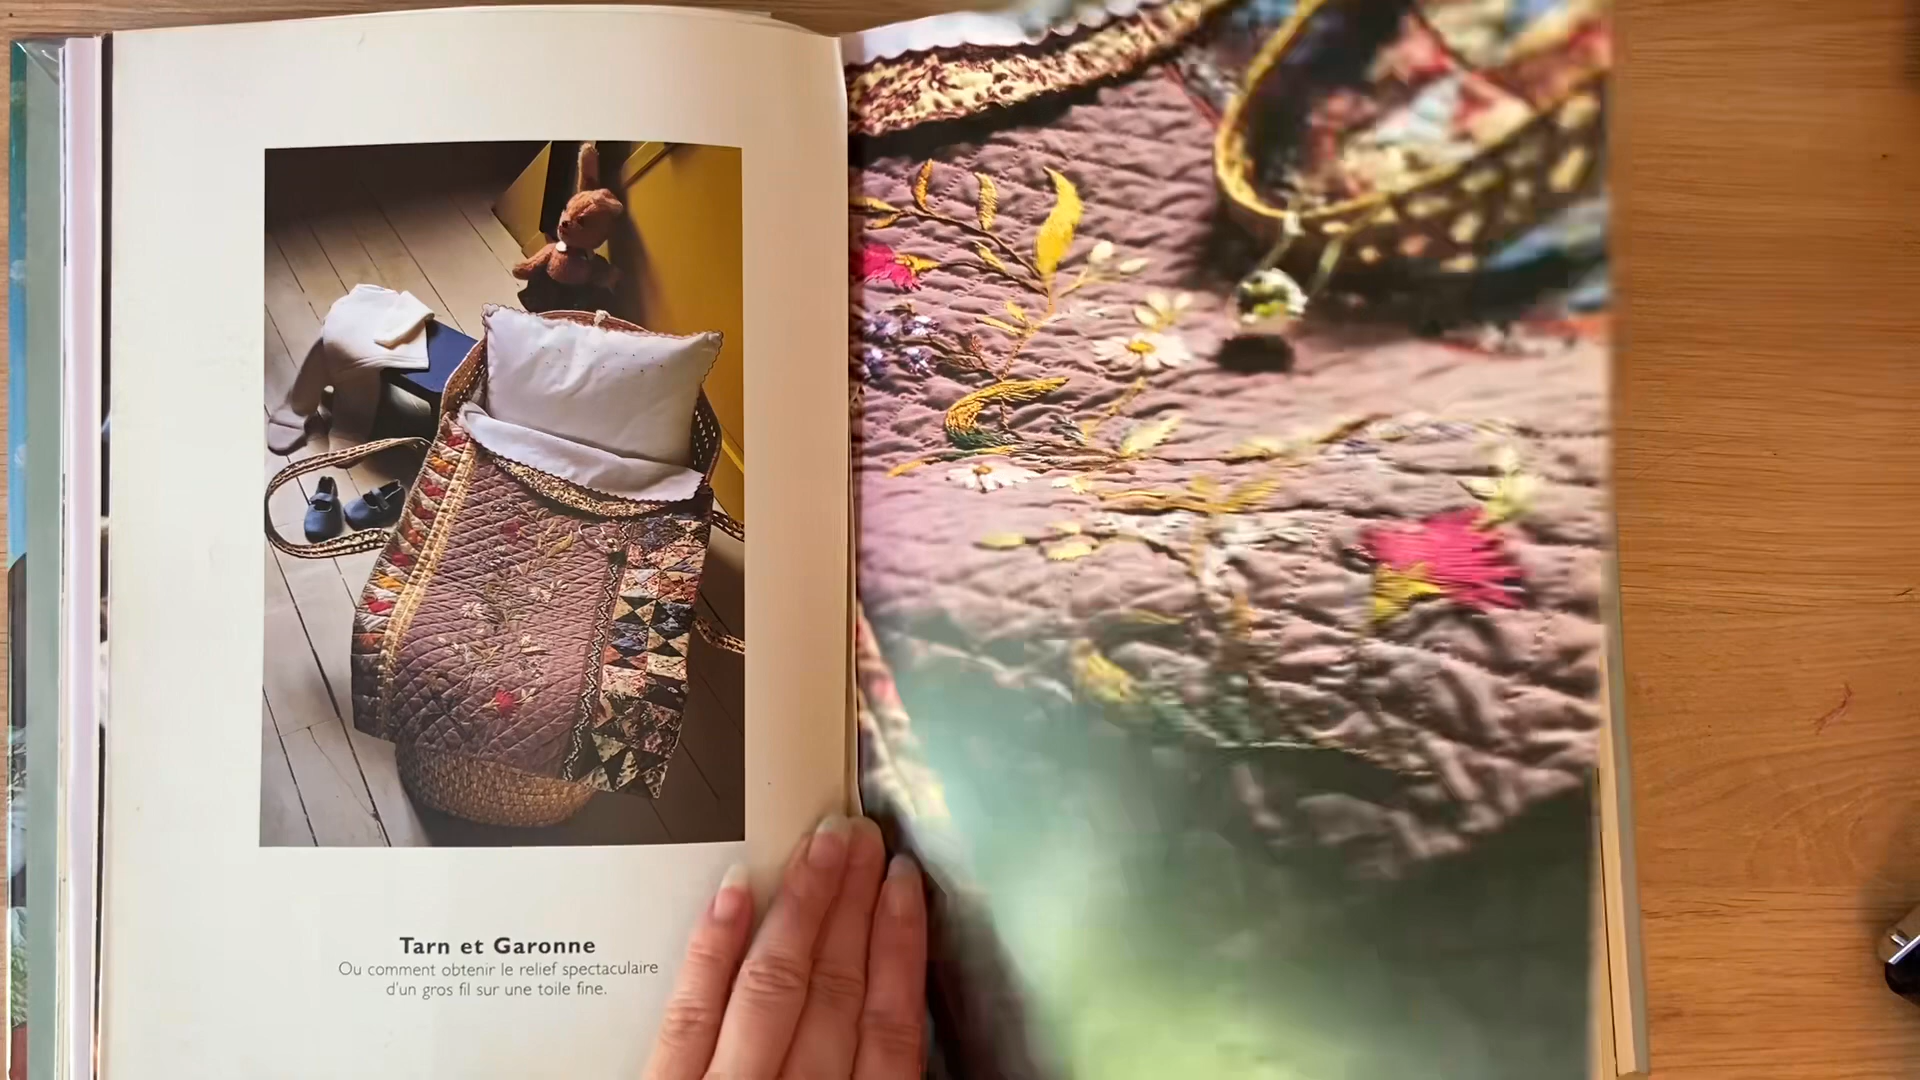 Tarn et Garonne
Ou comment obtenir le relief spectaculaire
d'un gros fil sur une toile fine.